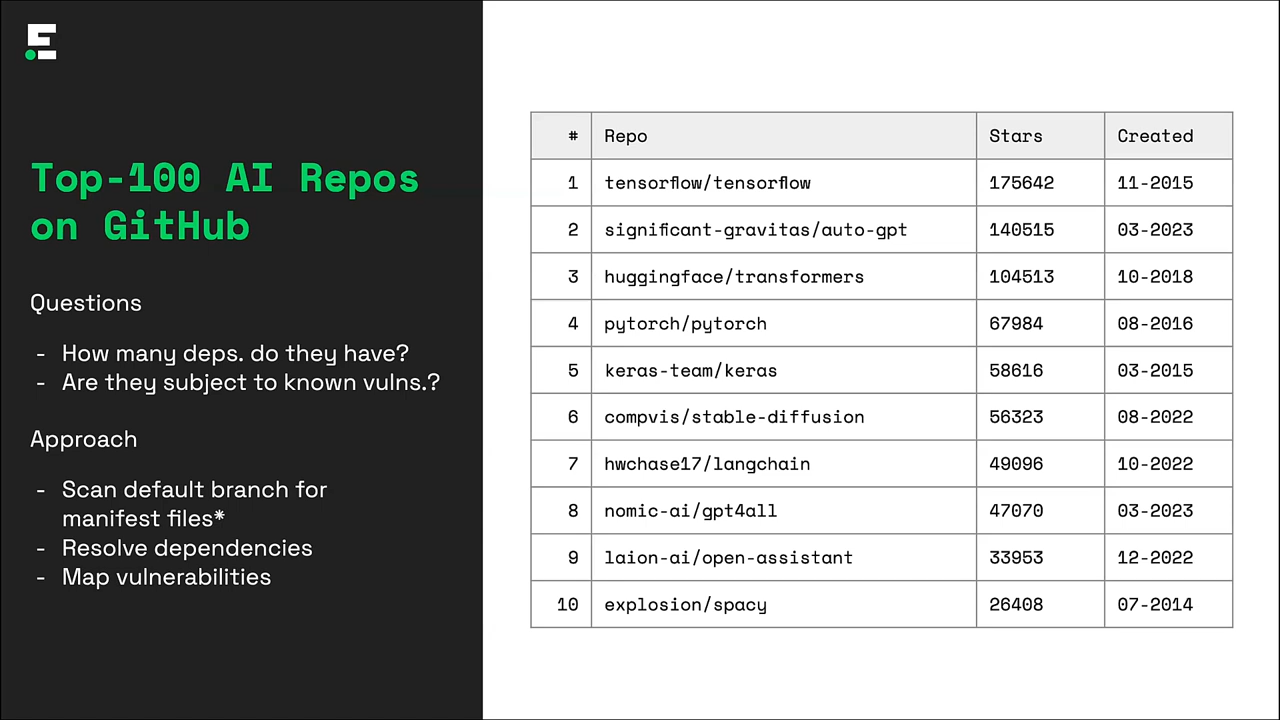 Top-100 AI Repos
on GitHub
Questions
- How many deps. do they have?
- Are they subject to known vulns.?
Approach
- Scan default branch for
manifest files*
- Resolve dependencies
- Map vulnerabilities
# Repo Stars Created
1 tensorflow/tensorflow 175642 11-2015
2 significant-gravitas/auto-gpt 140515 03-2023
3 huggingface/transformers 104513 10-2018
4 pytorch/pytorch 67984 08-2016
5 keras-team/keras 58616 03-2015
6 compvis/stable-diffusion 56323 08-2022
7 hwchase17/langchain 49096 10-2022
8 nomic-ai/gpt4all 47070 03-2023
9 laion-ai/open-assistant 33953 12-2022
10 explosion/spacy 26408 07-2014